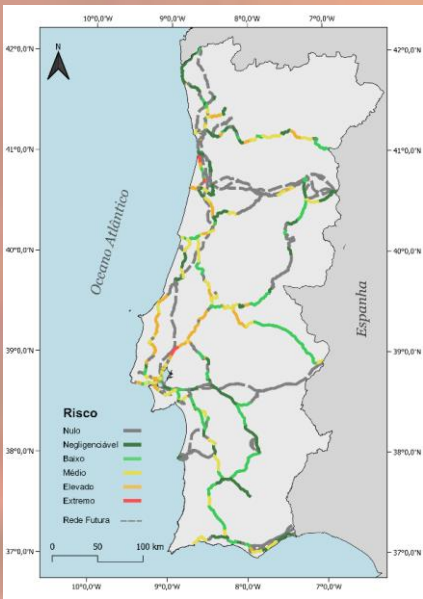 10°0,0'W 9°0,0'W 8°0,0'W 7°0,0'W
42°0,0'N 42°0,0'N
N
41°0,0'N 41°0,0'N
40°0,0'N 40°0,0'N
39°0,0'N 39°0,0'N
38°0,0'N 38°0,0'N
37°0,0'N 37°0,0'N
Oceano Atlântico
Espanha
Risco
Nulo
Negligenciável
Baixo
Médio
Elevado
Extremo
Rede Futura
0 50 100 km
10°0,0'W 9°0,0'W 8°0,0'W 7°0,0'W